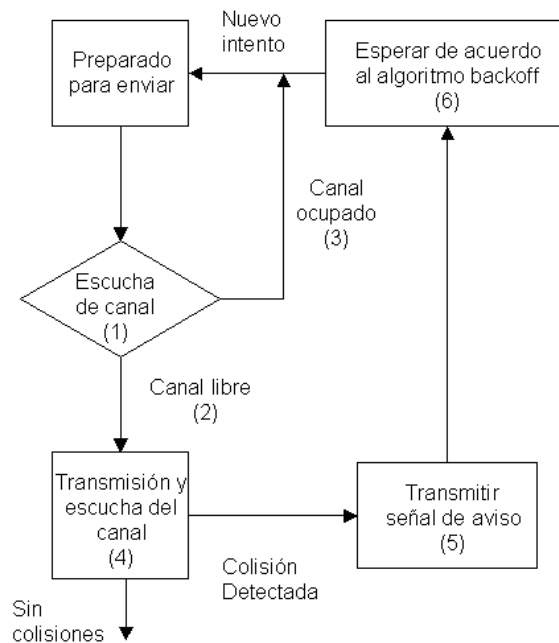 Nuevo
intento
Preparado
para enviar
Esperar de acuerdo
al algoritmo backoff
(6)
Canal
ocupado
(3)
Escucha
de canal
(1)
Canal libre
(2)
Transmisión y
escucha del
canal
(4)
Transmitir
señal de aviso
(5)
Colisión
Detectada
Sin
colisiones